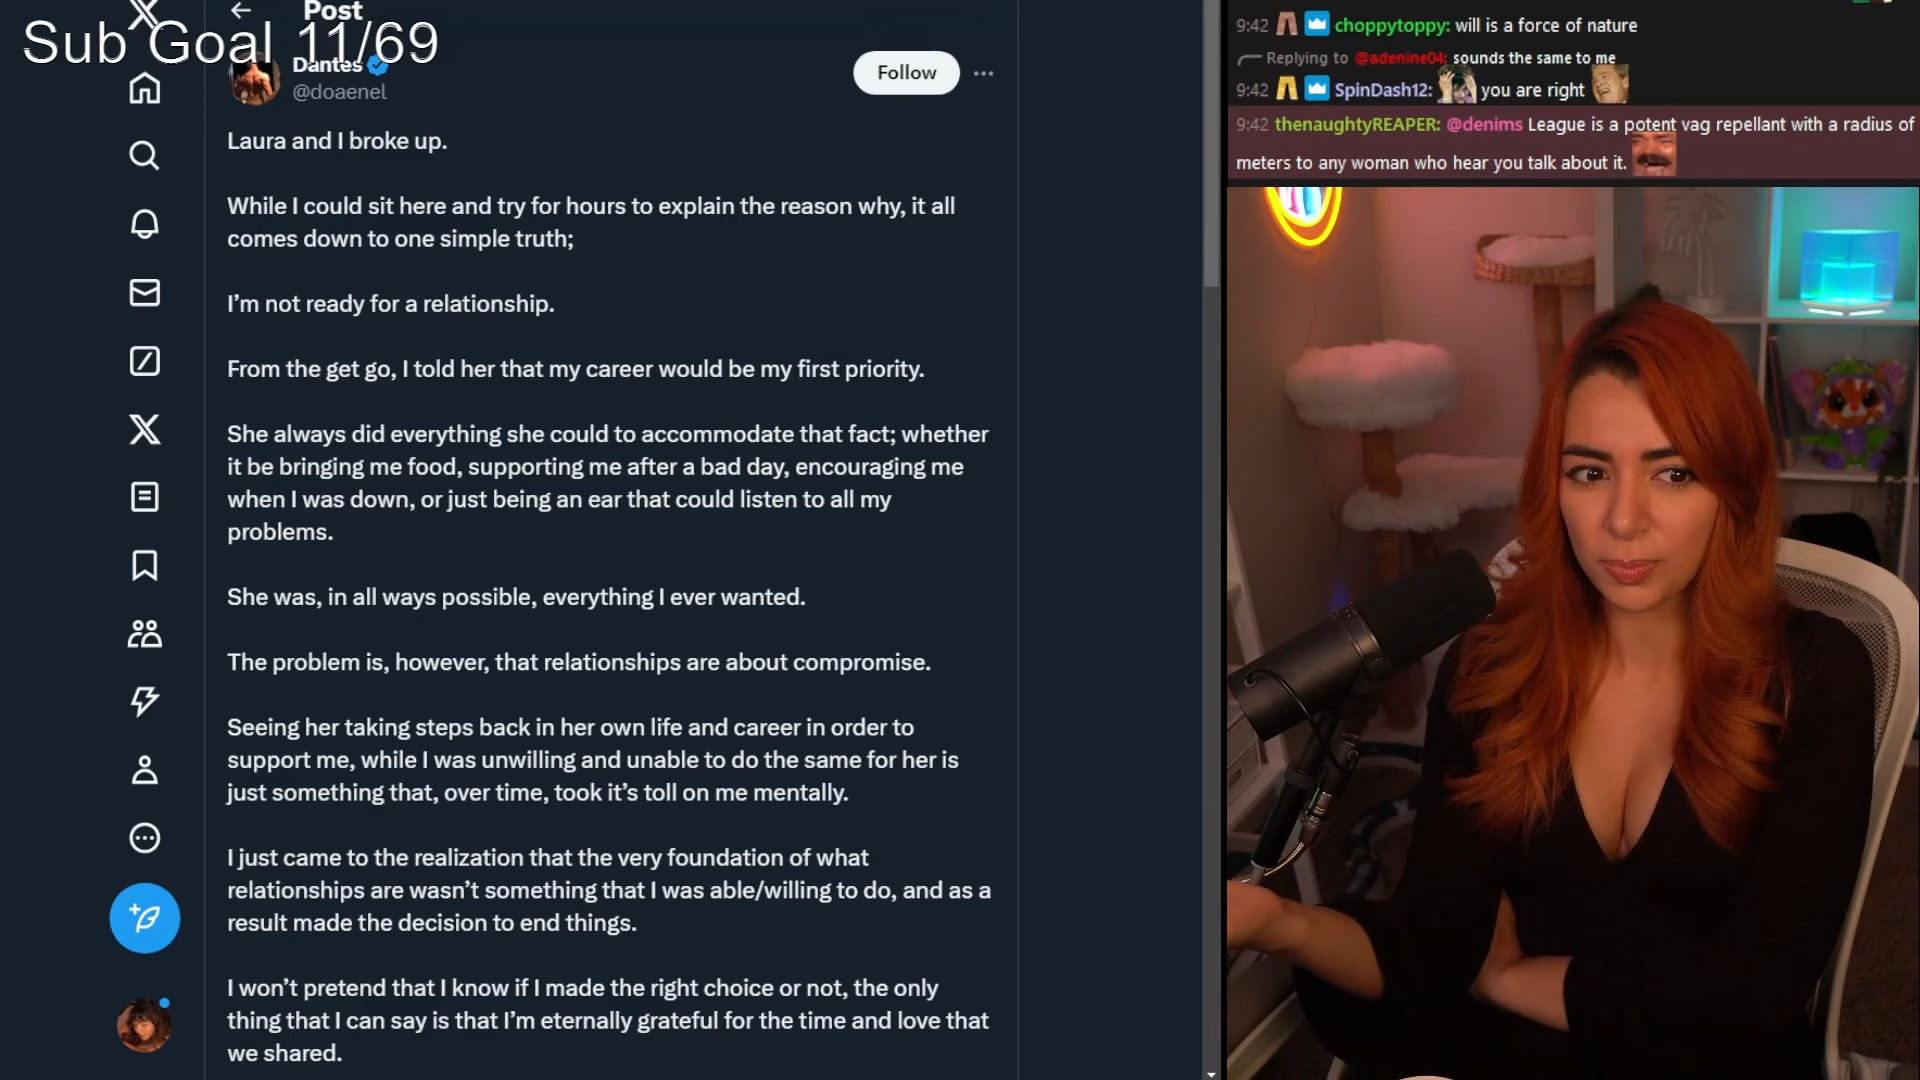 Post
Sub Goal 11/69
Dantes
@doaenel
Follow
Laura and I broke up.
While I could sit here and try for hours to explain the reason why, it all
comes down to one simple truth;
I’m not ready for a relationship.
From the get go, I told her that my career would be my first priority.
She always did everything she could to accommodate that fact; whether
it be bringing me food, supporting me after a bad day, encouraging me
when I was down, or just being an ear that could listen to all my
problems.
She was, in all ways possible, everything I ever wanted.
The problem is, however, that relationships are about compromise.
Seeing her taking steps back in her own life and career in order to
support me, while I was unwilling and unable to do the same for her is
just something that, over time, took it’s toll on me mentally.
I just came to the realization that the very foundation of what
relationships are wasn’t something that I was able/willing to do, and as a
result made the decision to end things.
I won’t pretend that I know if I made the right choice or not, the only
thing that I can say is that I’m eternally grateful for the time and love that
we shared.
9:42 choppytoppy: will is a force of nature
Replying to @adenine04: sounds the same to me
9:42 SpinDash12: you are right
9:42 thenaughtyREAPER: @denims League is a potent vag repellant with a radius of
meters to any woman who hear you talk about it.